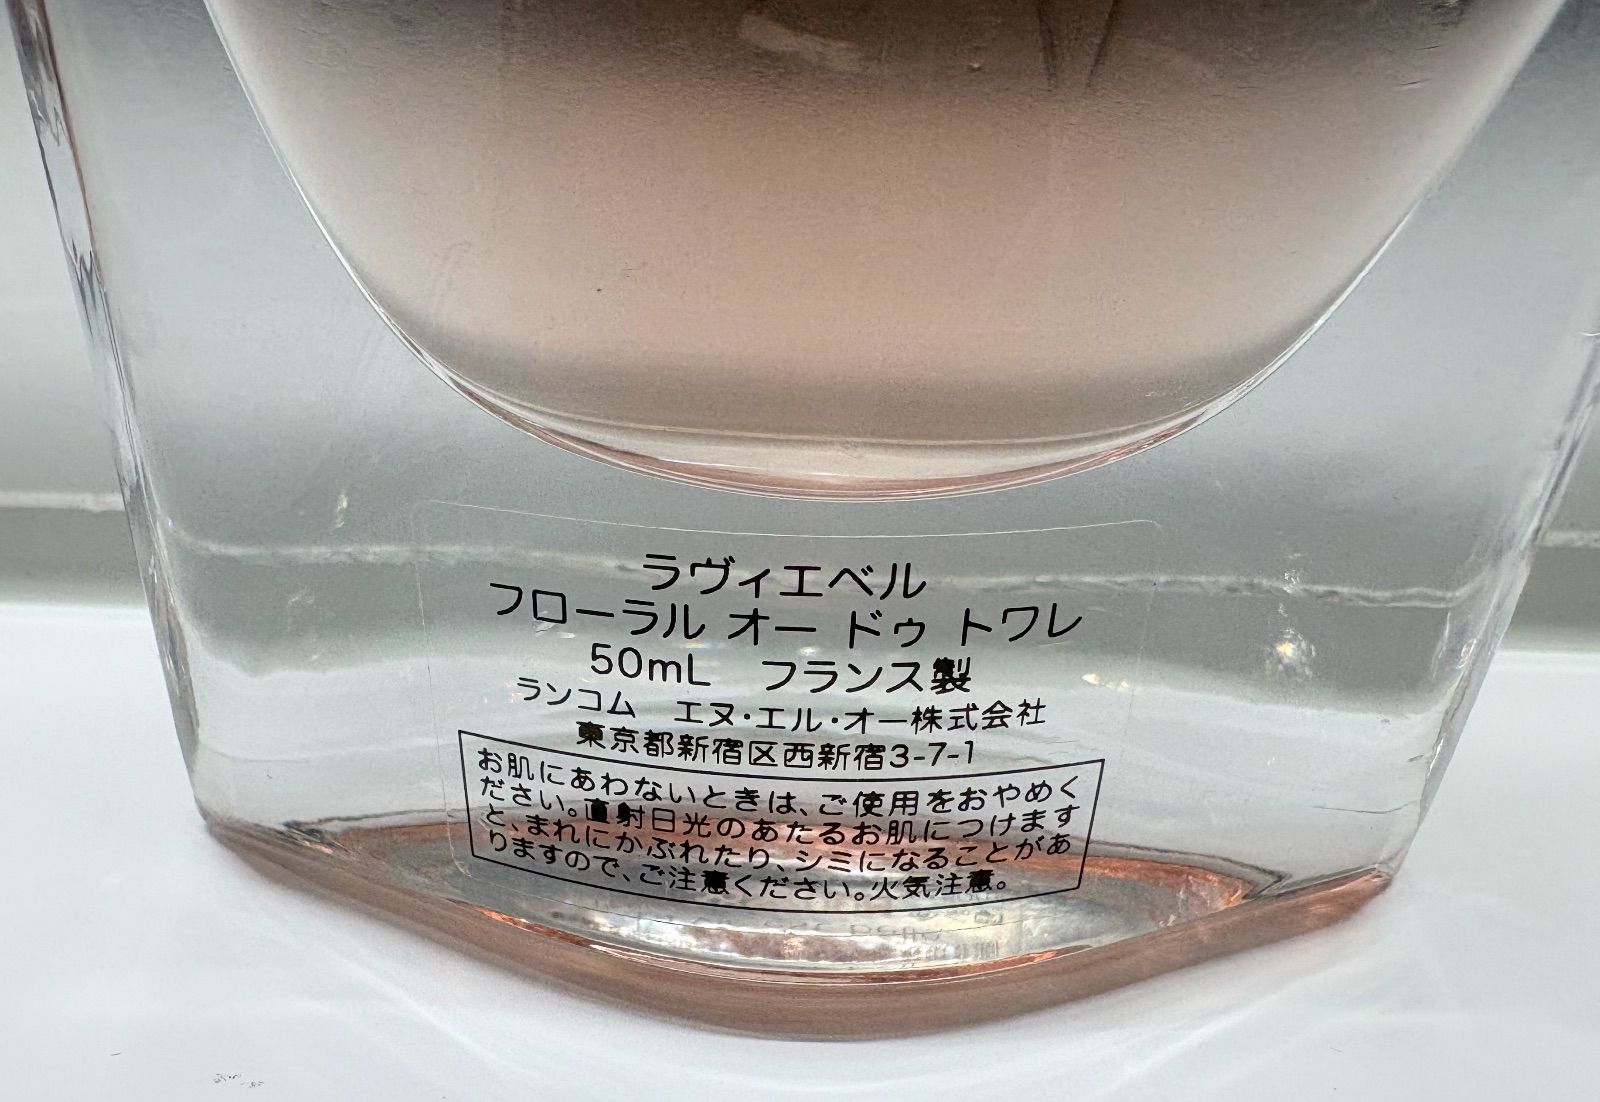 ラヴィエベル
フローラル オー ドゥ トワレ
50mL フランス製
ランコム エヌ・エル・オー株式会社
東京都新宿区西新宿3-7-1
お肌にあわないときは、ご使用をおやめく
ださい。直射日光のあたるお肌につけます
と、まれにかぶれたり、シミになることがあ
りますので、ご注意ください。火気注意。